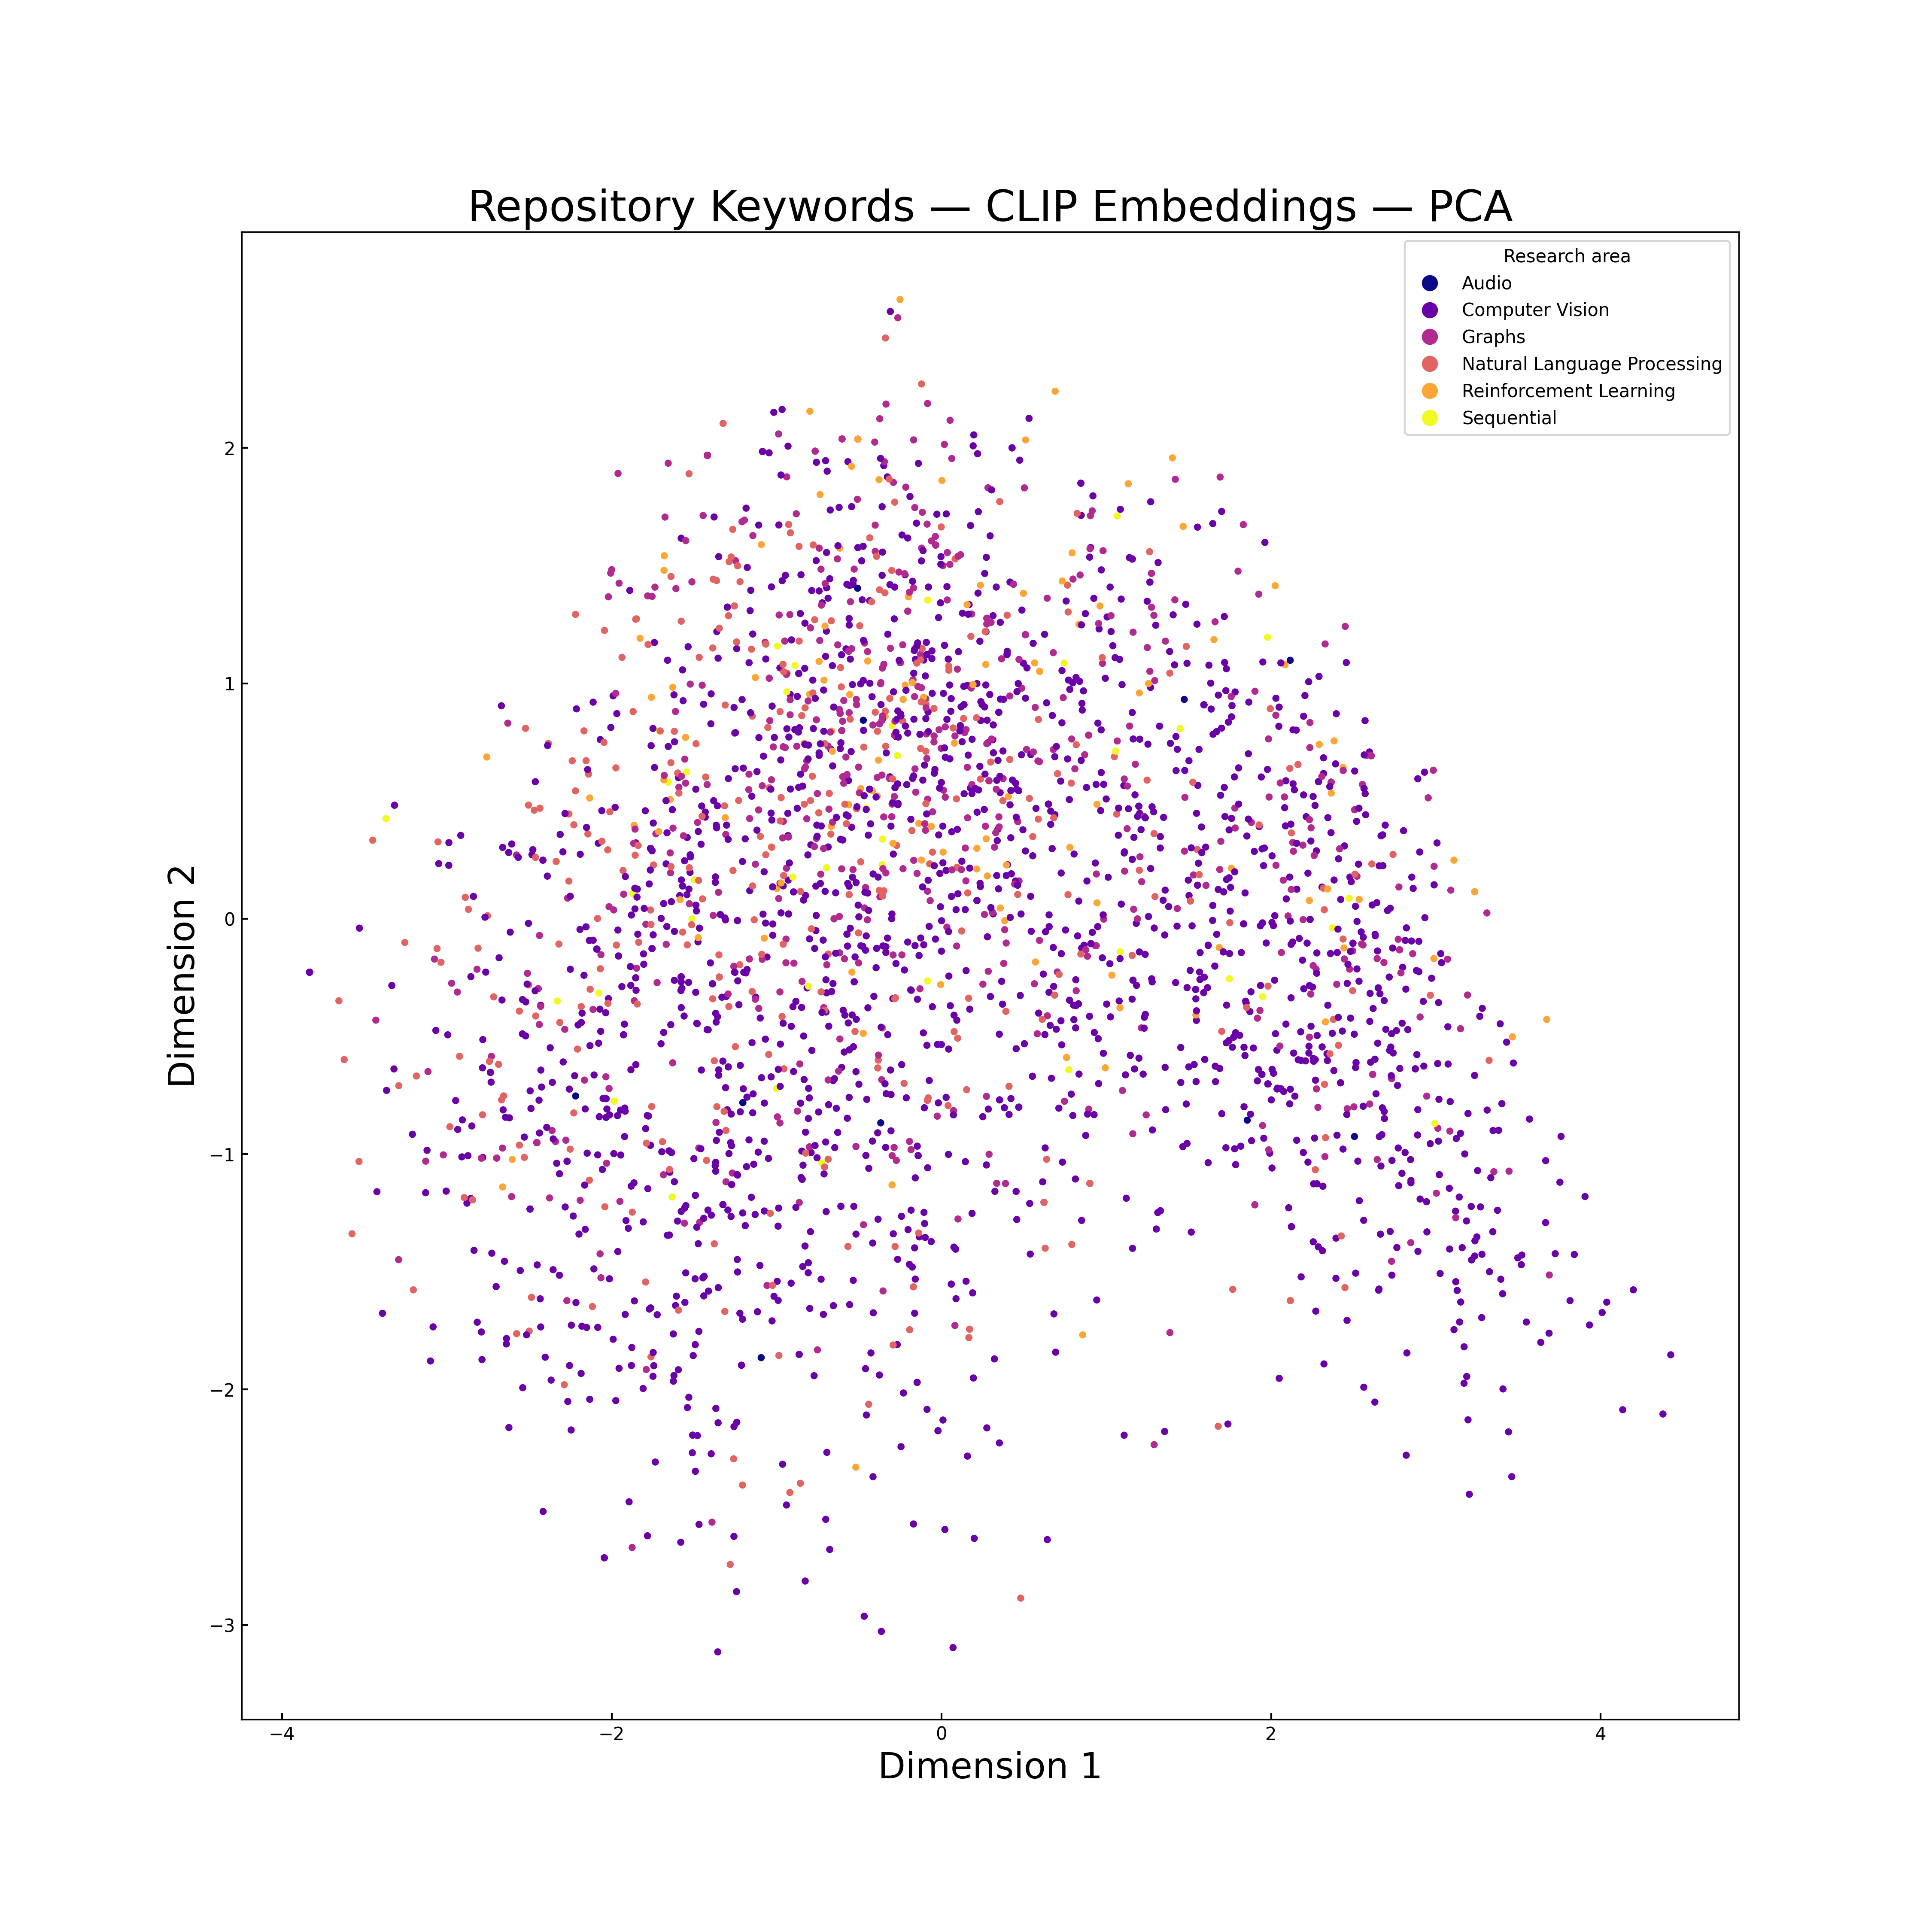 Repository Keywords — CLIP Embeddings — PCA
Research area
Audio
Computer Vision
Graphs
Natural Language Processing
Reinforcement Learning
Sequential
Dimension 2
2
1
0
−1
−2
−3
−4
−2
0
2
4
Dimension 1